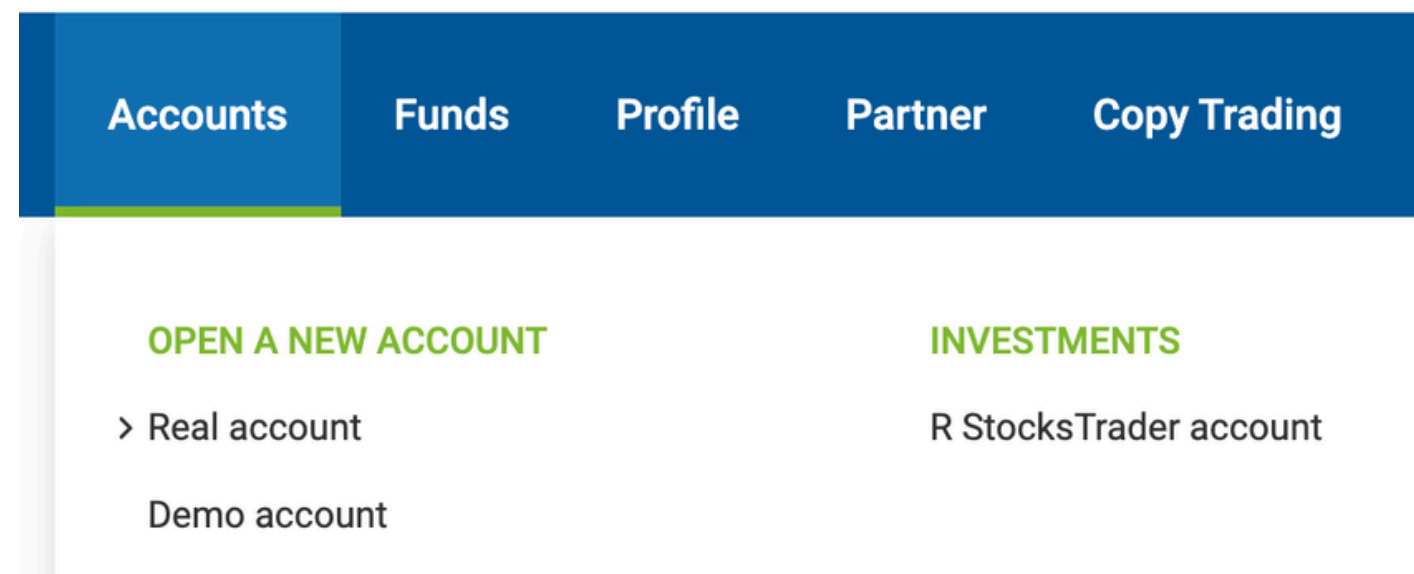 Accounts Funds Profile Partner Copy Trading
OPEN A NEW ACCOUNT INVESTMENTS
> Real account R StocksTrader account
Demo account